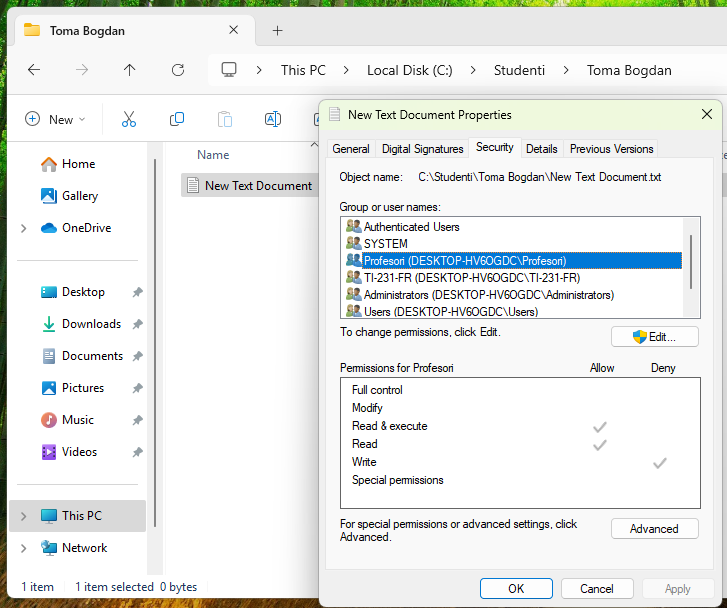 Toma Bogdan
This PC
Local Disk (C:)
Studenti
Toma Bogdan
New
Home
Gallery
OneDrive
Desktop
Downloads
Documents
Pictures
Music
Videos
This PC
Network
Name
New Text Document
1 item
1 item selected 0 bytes
New Text Document Properties
General Digital Signatures Security Details Previous Versions
Object name: C:\Studenti\Toma Bogdan\New Text Document.txt
Group or user names:
Authenticated Users
SYSTEM
Profesori (DESKTOP-HV6OGDC\Profesori)
TI-231-FR (DESKTOP-HV6OGDC\TI-231-FR)
Administrators (DESKTOP-HV6OGDC\Administrators)
Users (DESKTOP-HV6OGDC\Users)
To change permissions, click Edit.
Edit...
Permissions for Profesori Allow Deny
Full control
Modify
Read & execute
Read
Write
Special permissions
For special permissions or advanced settings, click
Advanced.
Advanced
OK Cancel Apply